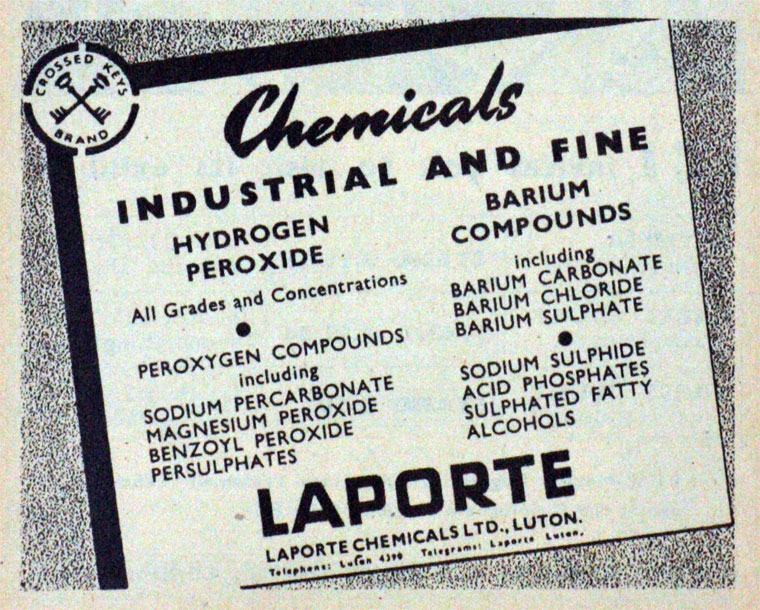 CROSSED KEYS
BRAND
Chemicals
INDUSTRIAL AND FINE
HYDROGEN
PEROXIDE
All Grades and Concentrations
PEROXYGEN COMPOUNDS
including
SODIUM PERCARBONATE
MAGNESIUM PEROXIDE
BENZOYL PEROXIDE
PERSULPHATES
BARIUM
COMPOUNDS
including
BARIUM CARBONATE
BARIUM CHLORIDE
BARIUM SULPHATE
SODIUM SULPHIDE
ACID PHOSPHATES
SULPHATED FATTY
ALCOHOLS
LAPORTE
LAPORTE CHEMICALS LTD., LUTON.
Telephone: Luton 4390 Telegrams: Laporte Luton.